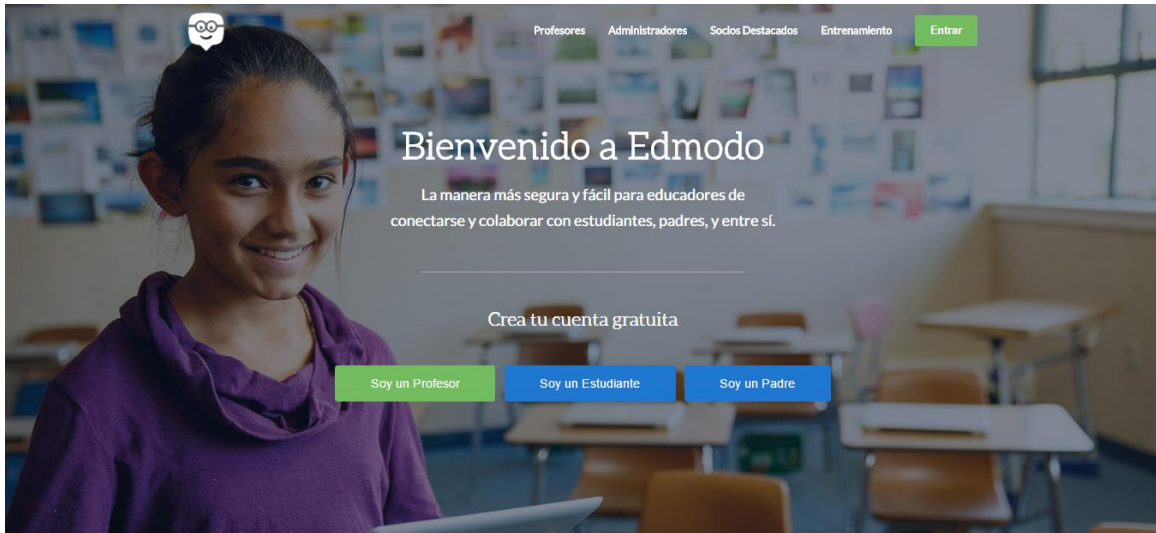 Profesores Administradores Socios Destacados Entrenamiento Entrar
Bienvenido a Edmodo
La manera más segura y fácil para educadores de
conectarse y colaborar con estudiantes, padres, y entre sí.
Crea tu cuenta gratuita
Soy un Profesor Soy un Estudiante Soy un Padre